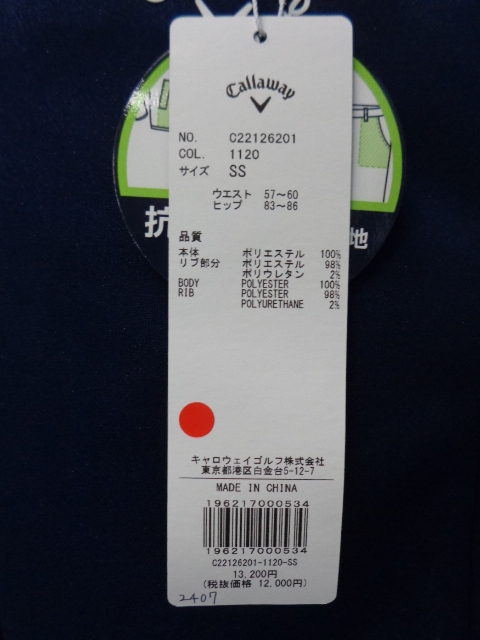 Callaway
NO. C22126201
COL. 1120
サイズ SS
ウエスト 57〜60
ヒップ 83〜86
抗
地
品質
本体 ポリエステル 100%
リブ部分 ポリエステル 98%
ポリウレタン 2%
BODY POLYESTER 100%
RIB POLYESTER 98%
POLYURETHANE 2%
キャロウェイゴルフ株式会社
東京都港区白金台5-12-7
MADE IN CHINA
196217000534
196217000534
C22126201-1120-SS
13,200円
(税抜価格 12,000円)
2407